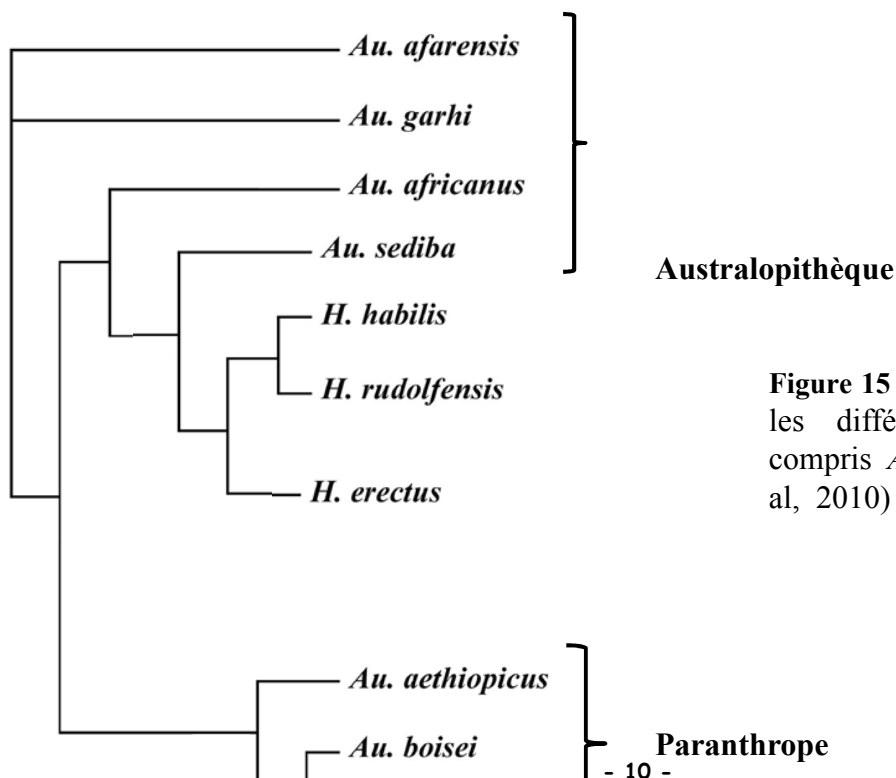 Au. afarensis
Au. garhi
Au. africanus
Au. sediba
Australopithèque
H. habilis
H. rudolfensis
H. erectus
Figure 15
les diffé
compris A
al, 2010)
Au. aethiopicus
Au. boisei
Paranthrope
- 10 -